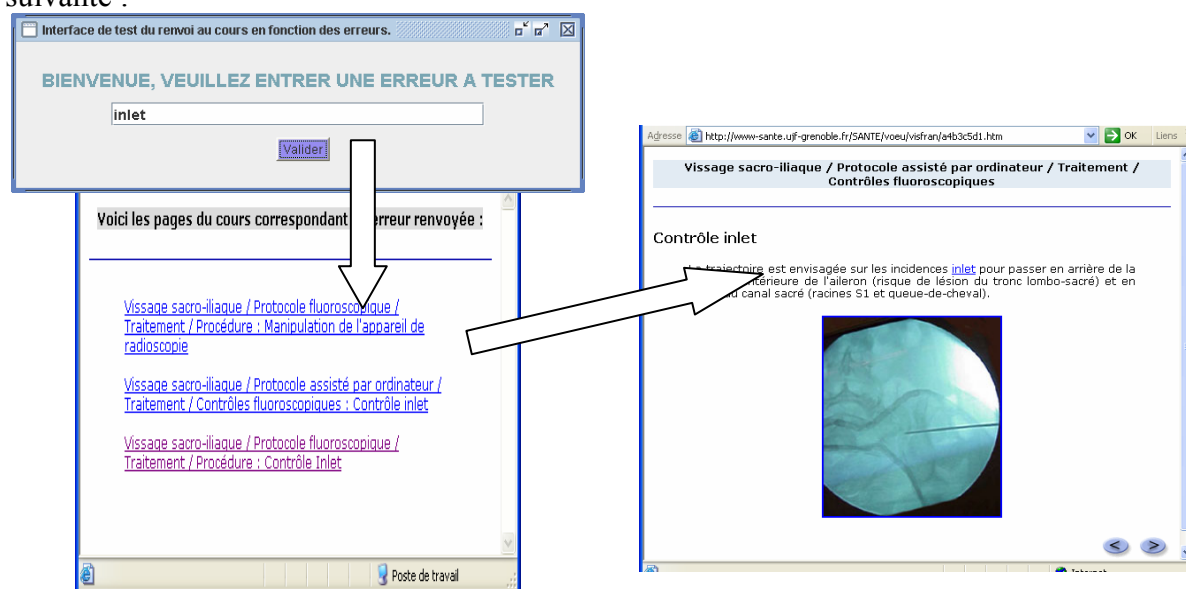 suivante :
Interface de test du renvoi au cours en fonction des erreurs.
BIENVENUE, VEUILLEZ ENTRER UNE ERREUR A TESTER
inlet
Valider
Voici les pages du cours correspondant erreur renvoyée :
Vissage sacro-iliaque / Protocole fluoroscopique /
Traitement / Procédure : Manipulation de l'appareil de
radioscopie
Vissage sacro-iliaque / Protocole assisté par ordinateur /
Traitement / Contrôles fluoroscopiques : Contrôle inlet
Vissage sacro-iliaque / Protocole fluoroscopique /
Traitement / Procédure : Contrôle Inlet
Poste de travail
Adresse http://www-sante.ujf-grenoble.fr/SANTE/voeu/visfran/a4b3c5d1.htm OK Liens
Vissage sacro-iliaque / Protocole assisté par ordinateur / Traitement /
Contrôles fluoroscopiques
Contrôle inlet
trajectoire est envisagée sur les incidences inlet pour passer en arrière de la
de l'aileron (risque de lésion du tronc lombo-sacré) et en
canal sacré (racines S1 et queue-de-cheval).